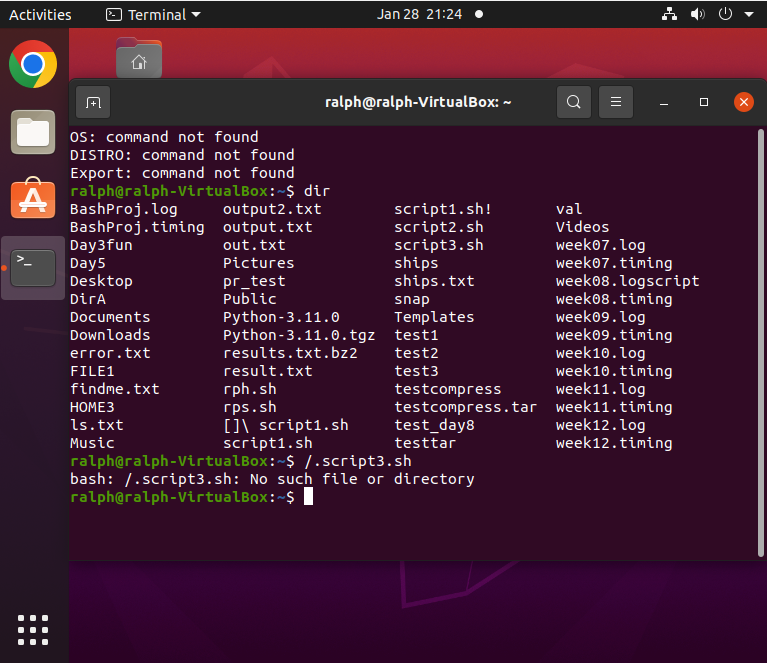 Activities Terminal Jan 28 21:24
ralph@ralph-VirtualBox: ~
OS: command not found
DISTRO: command not found
Export: command not found
ralph@ralph-VirtualBox:~$ dir
BashProj.log output2.txt script1.sh! val
BashProj.timing output.txt script2.sh Videos
Day3fun out.txt script3.sh week07.log
Day5 Pictures ships week07.timing
Desktop pr_test ships.txt week08.logscript
DirA Public snap week08.timing
Documents Python-3.11.0 Templates week09.log
Downloads Python-3.11.0.tgz test1 week09.timing
error.txt results.txt.bz2 test2 week10.log
FILE1 result.txt test3 week10.timing
findme.txt rph.sh testcompress week11.log
HOME3 rps.sh testcompress.tar week11.timing
ls.txt []\ script1.sh test_day8 week12.log
Music script1.sh testtar week12.timing
ralph@ralph-VirtualBox:~$ /.script3.sh
bash: /.script3.sh: No such file or directory
ralph@ralph-VirtualBox:~$